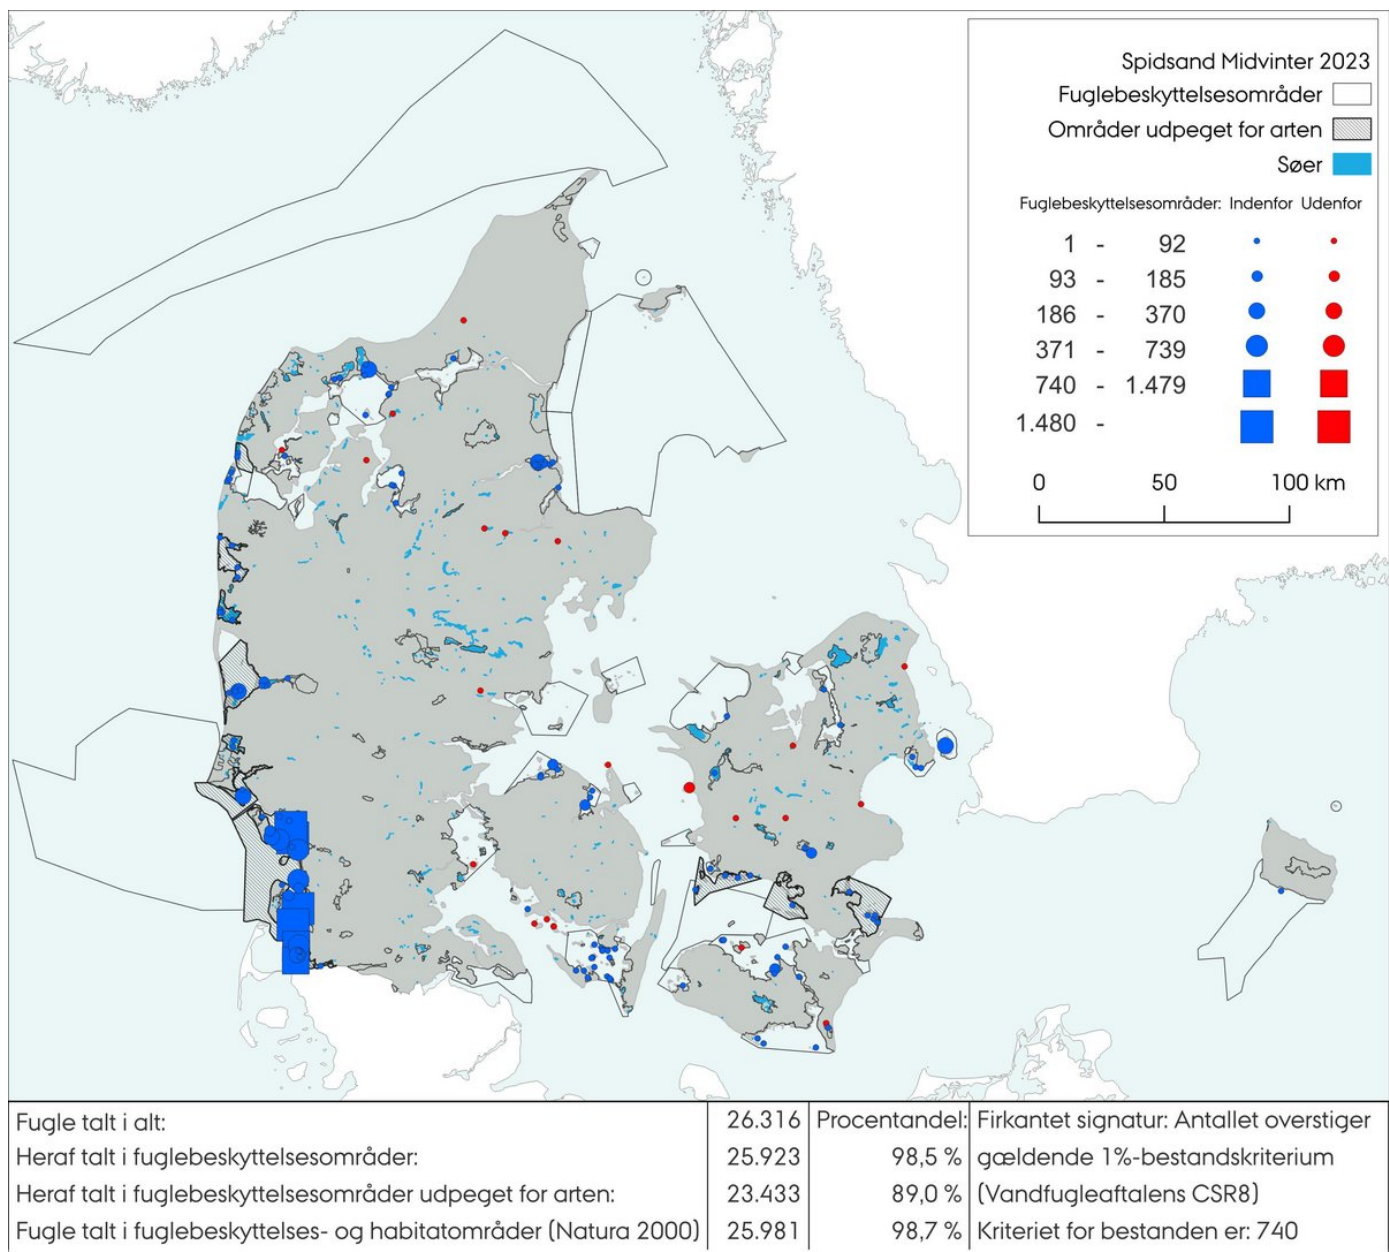 Spidsand Midvinter 2023
Fuglebeskyttelsesområder
Områder udpeget for arten
Søer
Fuglebeskyttelsesområder: Indenfor Udenfor
1 - 92
93 - 185
186 - 370
371 - 739
740 - 1.479
1.480 -
0 50 100 km
Fugle talt i alt: 26.316 Procentandel: Firkantet signatur: Antallet overstiger
Heraf talt i fuglebeskyttelsesområder: 25.923 98,5 % gældende 1%-bestandskriterium
Heraf talt i fuglebeskyttelsesområder udpeget for arten: 23.433 89,0 % (Vandfugleaftalens CSR8)
Fugle talt i fuglebeskyttelses- og habitatområder (Natura 2000) 25.981 98,7 % Kriteriet for bestanden er: 740